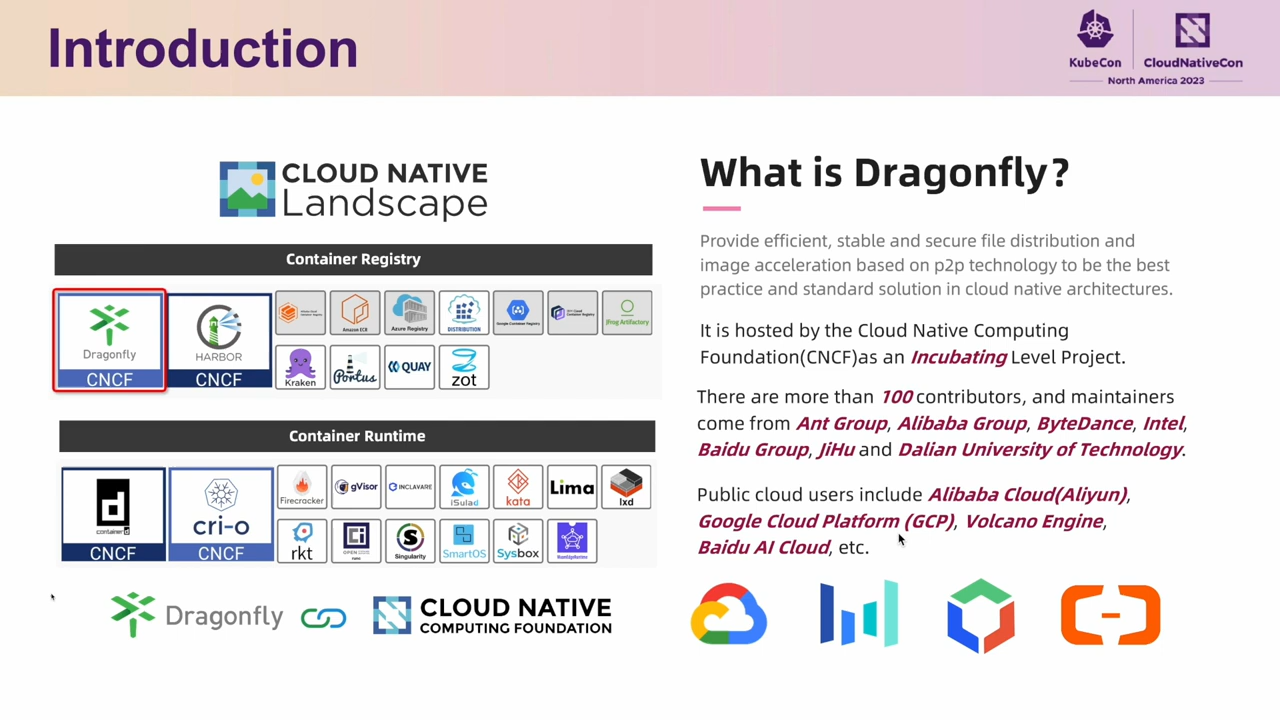 Introduction
KubeCon
CloudNativeCon
North America 2023
CLOUD NATIVE
Landscape
Container Registry
Dragonfly
CNCF
HARBOR
CNCF
Amazon ECR
Azure Registry
DISTRIBUTION
Google Container Registry
JFrog Artifactory
Kraken
Portus
QUAY
zot
Container Runtime
containerd
CNCF
cri-o
CNCF
Firecracker
gVisor
INCLAVARE
iSulad
kata
Lima
lxd
rkt
Singularity
SmartOS
Sysbox
Dragonfly
CLOUD NATIVE
COMPUTING FOUNDATION
What is Dragonfly?
Provide efficient, stable and secure file distribution and
image acceleration based on p2p technology to be the best
practice and standard solution in cloud native architectures.
It is hosted by the Cloud Native Computing
Foundation(CNCF)as an Incubating Level Project.
There are more than 100 contributors, and maintainers
come from Ant Group, Alibaba Group, ByteDance, Intel,
Baidu Group, JiHu and Dalian University of Technology.
Public cloud users include Alibaba Cloud(Aliyun),
Google Cloud Platform (GCP), Volcano Engine,
Baidu AI Cloud, etc.